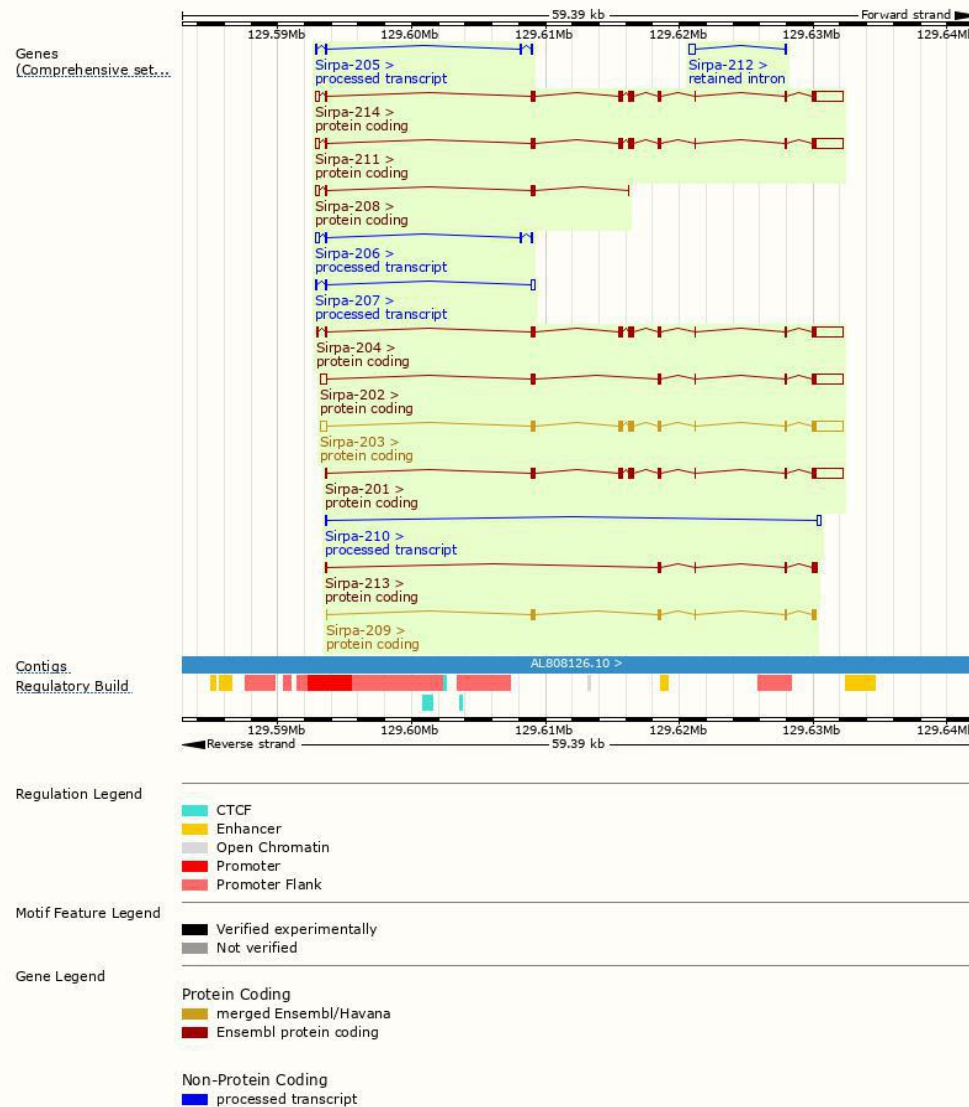 59.39 kb Forward strand
129.59Mb 129.60Mb 129.61Mb 129.62Mb 129.63Mb 129.64Mb
Genes
(Comprehensive set...
Sirpa-205 >
processed transcript
Sirpa-212 >
retained intron
Sirpa-214 >
protein coding
Sirpa-211 >
protein coding
Sirpa-208 >
protein coding
Sirpa-206 >
processed transcript
Sirpa-207 >
processed transcript
Sirpa-204 >
protein coding
Sirpa-202 >
protein coding
Sirpa-203 >
protein coding
Sirpa-201 >
protein coding
Sirpa-210 >
processed transcript
Sirpa-213 >
protein coding
Sirpa-209 >
protein coding
Contigs AL808126.10 >
Regulatory Build
129.59Mb 129.60Mb 129.61Mb 129.62Mb 129.63Mb 129.64Mb
Reverse strand 59.39 kb
Regulation Legend
CTCF
Enhancer
Open Chromatin
Promoter
Promoter Flank
Motif Feature Legend
Verified experimentally
Not verified
Gene Legend
Protein Coding
merged Ensembl/Havana
Ensembl protein coding
Non-Protein Coding
processed transcript